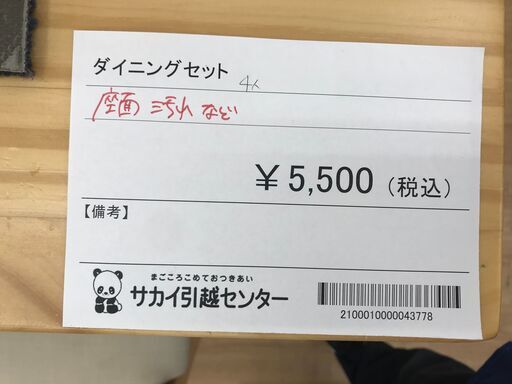 ダイニングセット 4人
座面 汚れ など
¥5,500(税込)
【備考】
まごころこめておつきあい
サカイ引越センター
2100010000043778